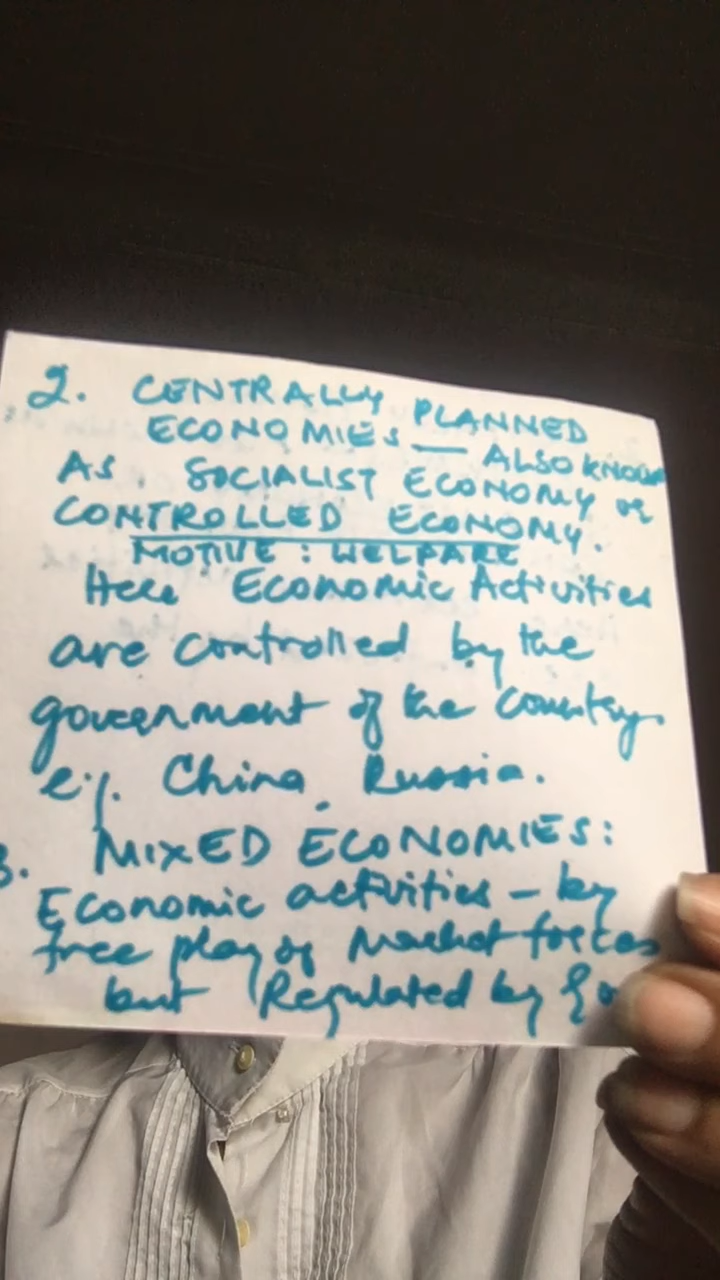 2. CENTRALLY PLANNED
ECONOMIES — ALSO KNOWN
AS SOCIALIST ECONOMY or
CONTROLLED ECONOMY.
MOTIVE : WELFARE
Here Economic Activities
are controlled by the
government of the country
e.g. China, Russia.
3. MIXED ECONOMIES:
Economic activities - by
free play of Market forces
but Regulated by